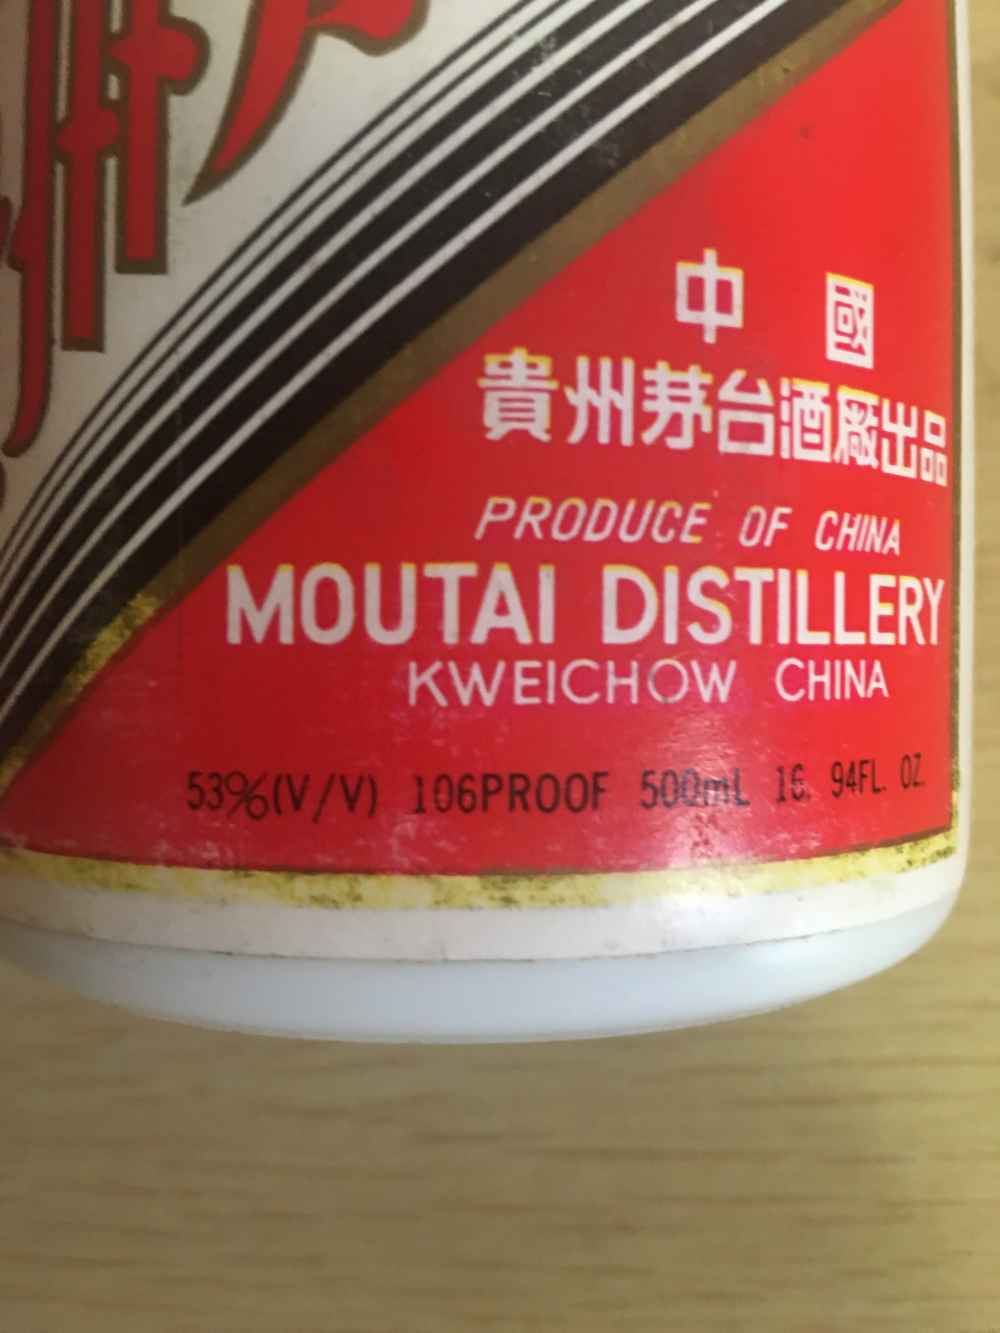 州
中國
貴州茅台酒廠出品
PRODUCE OF CHINA
MOUTAI DISTILLERY
KWEICHOW CHINA
53%(V/V) 106PROOF 500mL 16. 94FL. OZ.